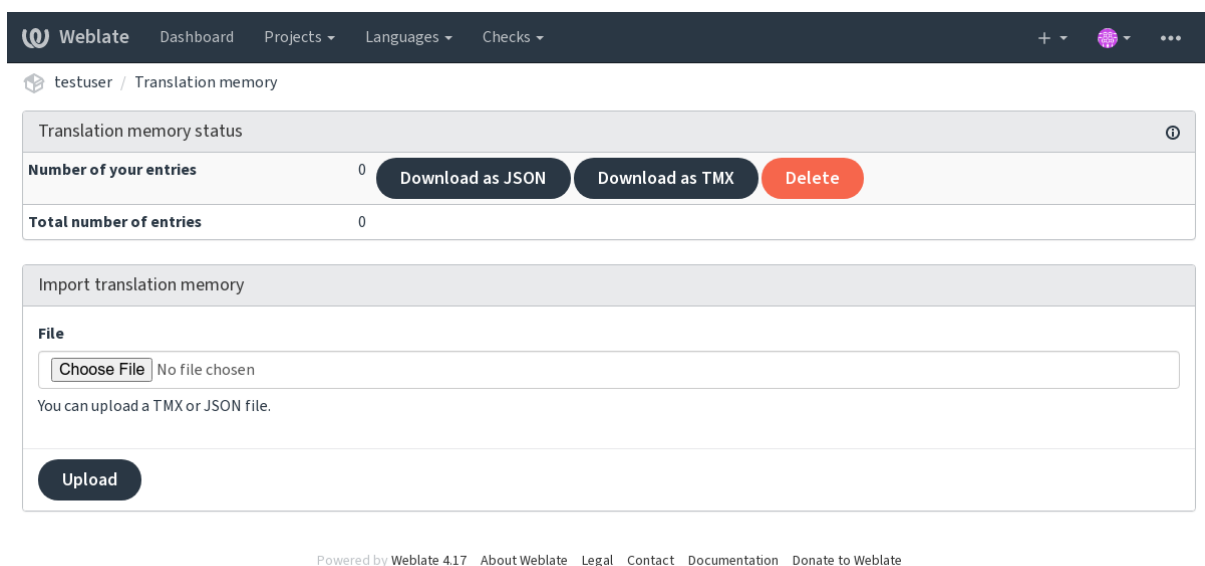 Weblate Dashboard Projects Languages Checks
testuser / Translation memory
Translation memory status
Number of your entries 0 Download as JSON Download as TMX Delete
Total number of entries 0
Import translation memory
File
Choose File No file chosen
You can upload a TMX or JSON file.
Upload
Powered by Weblate 4.17 About Weblate Legal Contact Documentation Donate to Weblate